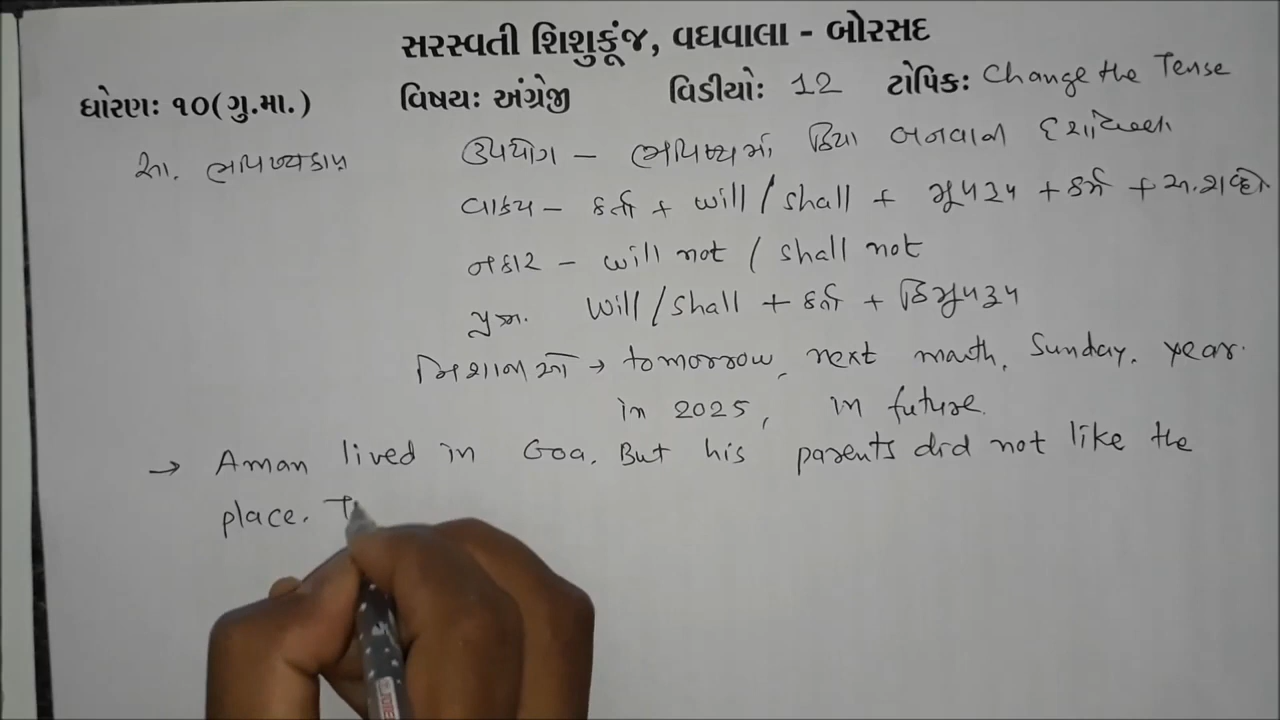 સરસ્વતી શિશુકૂંજ, વઘવાલા - બોરસદ
ધોરણઃ ૧૦(ગુ.મા.) વિષયઃ અંગ્રેજી વિડીયોઃ 12 ટોપિકઃ Change the Tense
સા. ભવિષ્યકાળ ઉપયોગ - ભવિષ્યમાં ક્રિયા બનવાની દર્શાવવા
વાક્ય - કર્તા + will / shall + મૂળરૂપ + કર્મ + અ.શબ્દો
નકાર - will not / shall not
પ્રશ્ન. Will / shall + કર્તા + ક્રિમૂળરૂપ
નિશાનીઓ → tomorrow, next month, Sunday, year.
in 2025, in future.
→ Aman lived in Goa. But his parents did not like the
place. T